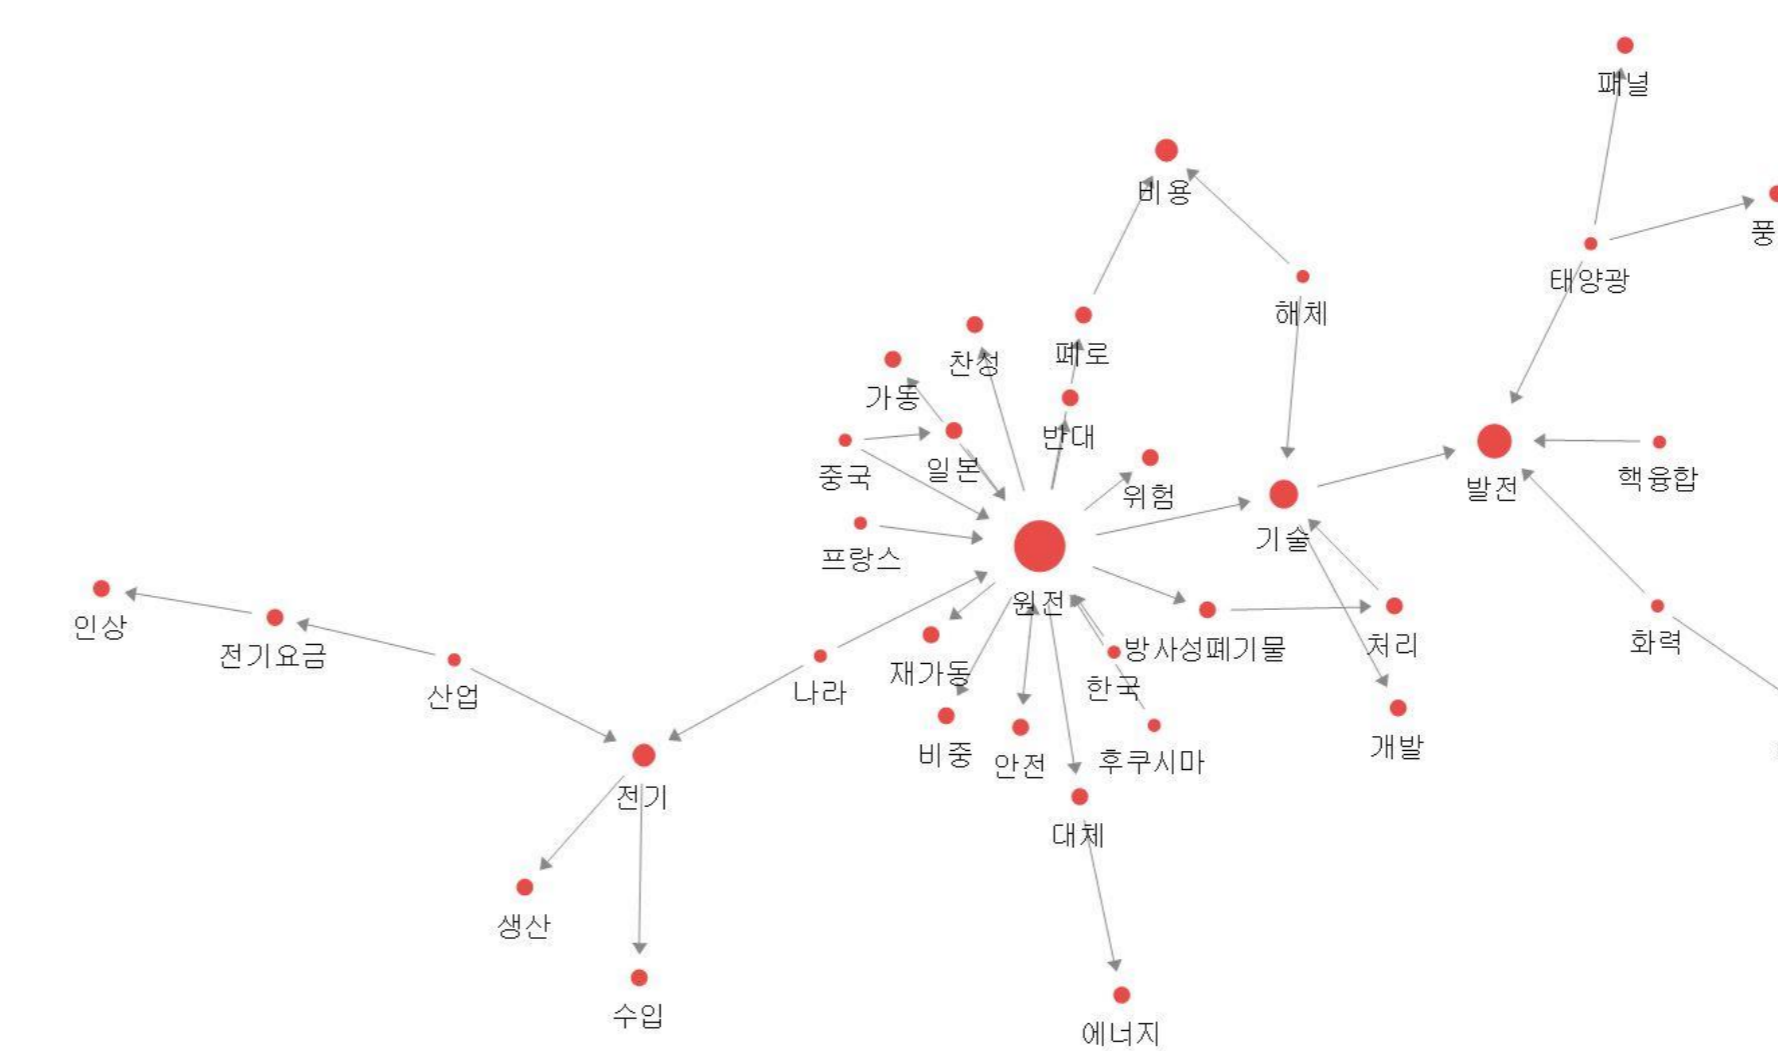 패널
비용
풍
태양광
해체
찬성
폐로
가동
반대
일본
중국
위험
핵융합
발전
기술
프랑스
원전
인상
전기요금
방사성폐기물
처리
화력
재가동
한국
나라
산업
개발
비중
안전
후쿠시마
전기
대체
생산
수입
에너지